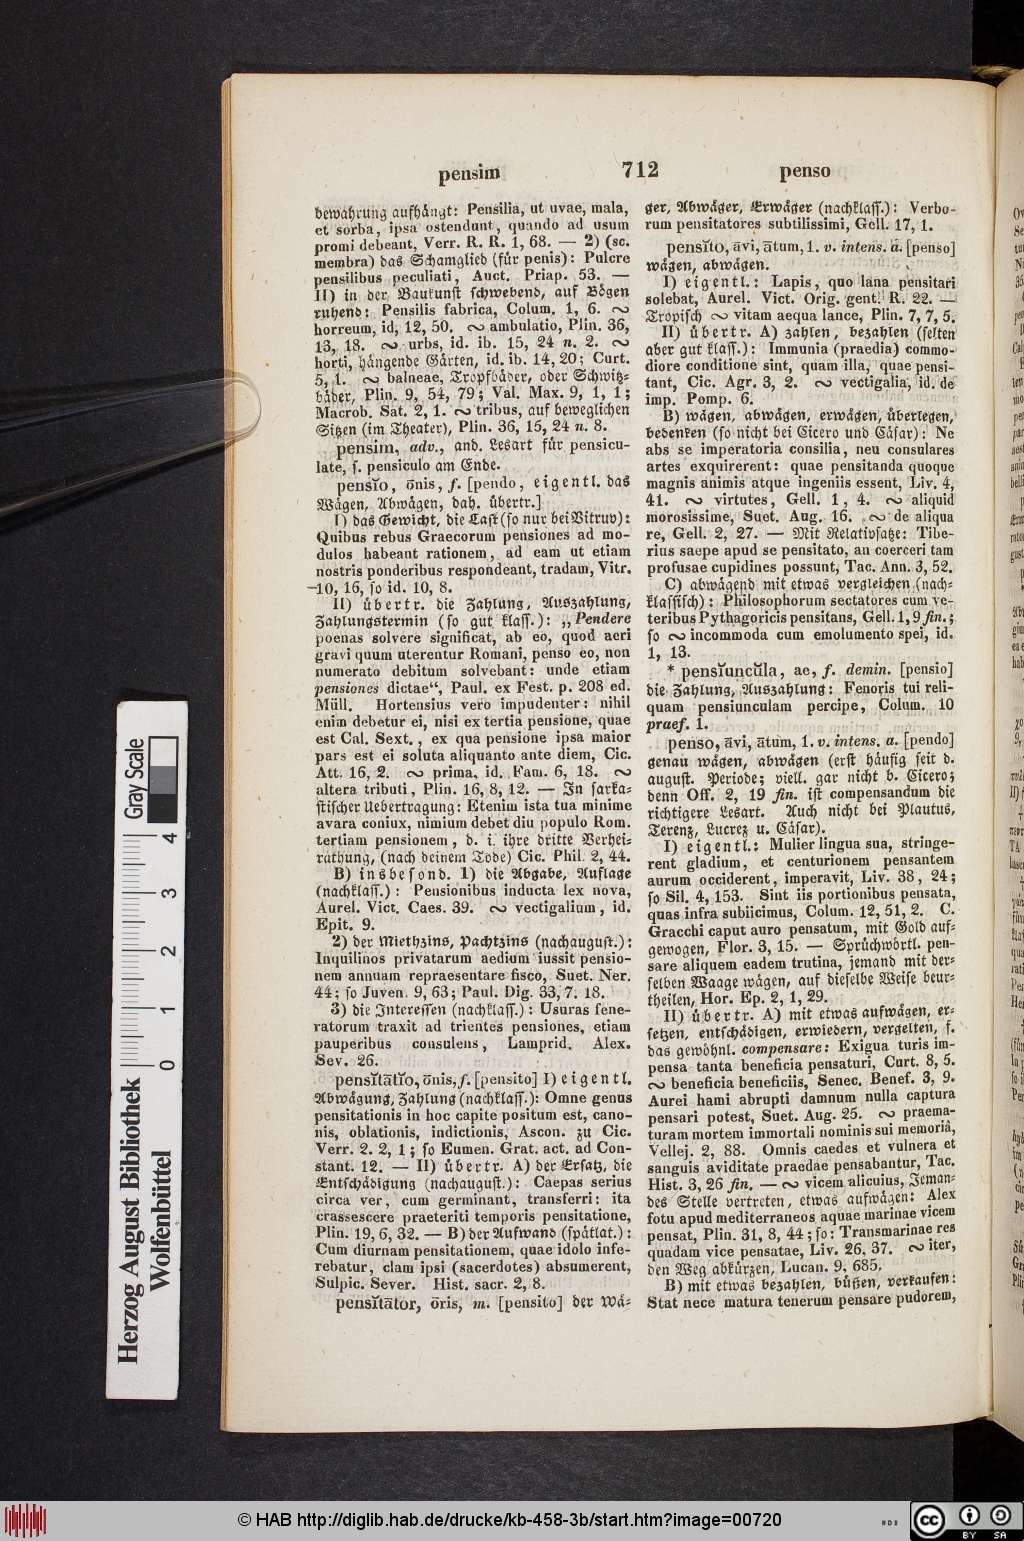 pensim 712 penso
bewahrung aufhängt: Pensilia, ut uvae, mala,
et sorba, ipsa ostendunt, quando ad usum
promi debeant, Verr. R. R. 1, 68. — 2) (sc.
membra) das Schamglied (für penis): Pulcre
pensilibus peculiati, Auct. Priap. 53. —
II) in der Baukunst schwebend, auf Bögen
ruhend: Pensilis fabrica, Colum. 1, 6. ∾
horreum, id, 12, 50. ∾ ambulatio, Plin. 36,
13, 18. ∾ urbs, id. ib. 15, 24 n. 2. ∾
horti, hängende Gärten, id. ib. 14, 20; Curt.
5, 1. ∾ balneae, Tropfbäder, oder Schwitz=
bäder, Plin. 9, 54, 79; Val. Max. 9, 1, 1;
Macrob. Sat. 2, 1. ∾ tribus, auf beweglichen
Sitzen (im Theater), Plin. 36, 15, 24 n. 8.
pensim, adv., and. Lesart für pensicu-
late, s. pensiculo am Ende.
pensĭo, ōnis, f. [pendo, eigentl. das
Wägen, Abwägen, dah. übertr.]
I) das Gewicht, die Last (so nur bei Vitruv):
Quibus rebus Graecorum pensiones ad mo-
dulos habeant rationem, ad eam ut etiam
nostris ponderibus respondeant, tradam, Vitr.
10, 16, so id. 10, 8.
II) übertr. die Zahlung, Auszahlung,
Zahlungstermin (so gut klass.): „Pendere
poenas solvere significat, ab eo, quod aeri
gravi quum uterentur Romani, penso eo, non
numerato debitum solvebant: unde etiam
pensiones dictae“, Paul. ex Fest. p. 208 ed.
Müll. Hortensius vero impudenter: nihil
enim debetur ei, nisi ex tertia pensione, quae
est Cal. Sext., ex qua pensione ipsa maior
pars est ei soluta aliquanto ante diem, Cic.
Att. 16, 2. ∾ prima, id. Fam. 6, 18. ∾
altera tributi, Plin. 16, 8, 12. — In sarka=
stischer Uebertragung: Etenim ista tua minime
avara coniux, nimium debet diu populo Rom.
tertiam pensionem, d. i. ihre dritte Verhei=
rathung, (nach deinem Tode) Cic. Phil. 2, 44.
B) insbesond. 1) die Abgabe, Auflage
(nachklass.): Pensionibus inducta lex nova,
Aurel. Vict. Caes. 39. ∾ vectigalium, id.
Epit. 9.
2) der Miethzins, Pachtzins (nachaugust.):
Inquilinos privatarum aedium iussit pensio-
nem annuam repraesentare fisco, Suet. Ner.
44; so Juven. 9, 63; Paul. Dig. 33, 7. 18.
3) die Interessen (nachklass.): Usuras fene-
ratorum traxit ad trientes pensiones, etiam
pauperibus consulens, Lamprid. Alex.
Sev. 26.
pensĭtātĭo, ōnis, f. [pensito] I) eigentl.
Abwägung, Zahlung (nachklass.): Omne genus
pensitationis in hoc capite positum est, cano-
nis, oblationis, indictionis, Ascon. zu Cic.
Verr. 2. 2, 1; so Eumen. Grat. act. ad Con-
stant. 12. — II) übertr. A) der Ersatz, die
Entschädigung (nachaugust.): Caepas serius
circa ver, cum germinant, transferri: ita
crassescere praeteriti temporis pensitatione,
Plin. 19, 6, 32. — B) der Aufwand (spätlat.):
Cum diurnam pensitationem, quae idolo infe-
rebatur, clam ipsi (sacerdotes) absumerent,
Sulpic. Sever. Hist. sacr. 2, 8.
pensĭtātor, ōris, m. [pensito] der Wä=
ger, Abwäger, Erwäger (nachklass.): Verbo-
rum pensitatores subtilissimi, Gell. 17, 1.
pensĭto, āvi, ātum, 1. v. intens. a. [penso]
wägen, abwägen.
I) eigentl.: Lapis, quo lana pensitari
solebat, Aurel. Vict. Orig. gent. R. 22. —
Tropisch ∾ vitam aequa lance, Plin. 7, 7, 5.
II) übertr. A) zahlen, bezahlen (selten
aber gut klass.): Immunia (praedia) commo-
diore conditione sint, quam illa, quae pensi-
tant, Cic. Agr. 3, 2. ∾ vectigalia, id. de
imp. Pomp. 6.
B) wägen, abwägen, erwägen, überlegen,
bedenken (so nicht bei Cicero und Cäsar): Ne
abs se imperatoria consilia, neu consulares
artes exquirerent: quae pensitanda quoque
magnis animis atque ingeniis essent, Liv. 4,
41. ∾ virtutes, Gell. 1, 4. ∾ aliquid
morosissime, Suet. Aug. 16. ∾ de aliqua
re, Gell. 2, 27. — Mit Relativsatze: Tibe-
rius saepe apud se pensitato, an coerceri tam
profusae cupidines possunt, Tac. Ann. 3, 52.
C) abwägend mit etwas vergleichen (nach=
klassisch): Philosophorum sectatores cum ve-
teribus Pythagoricis pensitans, Gell. 1, 9 fin.;
so ∾ incommoda cum emolumento spei, id.
1, 13.
* pensĭuncŭla, ae, f. demin. [pensio]
die Zahlung, Auszahlung: Fenoris tui reli-
quam pensiunculam percipe, Colum. 10
praef. 1.
penso, āvi, ātum, 1. v. intens. a. [pendo]
genau wägen, abwägen (erst häufig seit d.
august. Periode; viell. gar nicht b. Cicero;
denn Off. 2, 19 fin. ist compensandum die
richtigere Lesart. Auch nicht bei Plautus,
Terenz, Lucrez u. Cäsar).
I) eigentl.: Mulier lingua sua, stringe-
rent gladium, et centurionem pensantem
aurum occiderent, imperavit, Liv. 38, 24;
so Sil. 4, 153. Sint iis portionibus pensata,
quas infra subiicimus, Colum. 12, 51, 2. C.
Gracchi caput auro pensatum, mit Gold auf=
gewogen, Flor. 3, 15. — Sprüchwörtl. pen-
sare aliquem eadem trutina, jemand mit der=
selben Waage wägen, auf dieselbe Weise beur=
theilen, Hor. Ep. 2, 1, 29.
II) übertr. A) mit etwas aufwägen, er=
setzen, entschädigen, erwiedern, vergelten, f.
das gewöhnl. compensare: Exigua turis im-
pensa tanta beneficia pensaturi, Curt. 8, 5.
∾ beneficia beneficiis, Senec. Benef. 3, 9.
Aurei hami abrupti damnum nulla captura
pensari potest, Suet. Aug. 25. ∾ praema-
turam mortem immortali nominis sui memoriâ,
Vellej. 2, 88. Omnis caedes et vulnera et
sanguis aviditate praedae pensabantur, Tac.
Hist. 3, 26 fin. — ∾ vicem alicuius, Jeman=
des Stelle vertreten, etwas aufwägen: Alex
fotu apud mediterraneos aquae marinae vicem
pensat, Plin. 31, 8, 44; so: Transmarinae res
quadam vice pensatae, Liv. 26, 37. ∾ iter,
den Weg abkürzen, Lucan. 9, 685.
B) mit etwas bezahlen, büßen, verkaufen:
Stat nece matura tenerum pensare pudorem,
Herzog August Bibliothek
Wolfenbüttel
Gray Scale
0 1 2 3 4
© HAB http://diglib.hab.de/drucke/kb-458-3b/start.htm?image=00720
cc BY SA